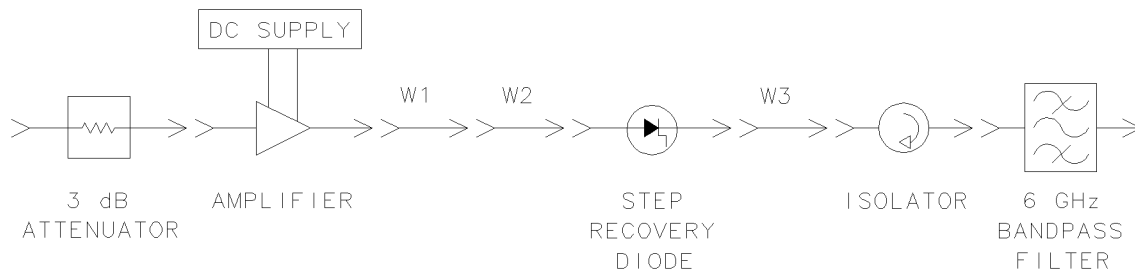 DC SUPPLY
W1
W2
W3
3 dB
ATTENUATOR
AMPLIFIER
STEP
RECOVERY
DIODE
ISOLATOR
6 GHz
BANDPASS
FILTER